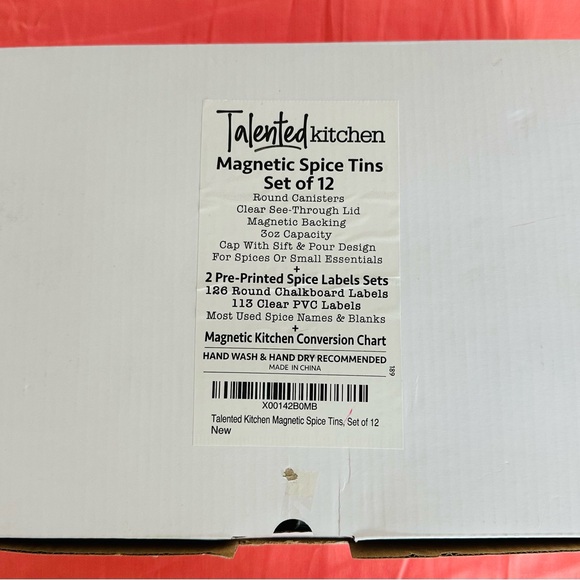 Talented kitchen
Magnetic Spice Tins
Set of 12
Round Canisters
Clear See-Through Lid
Magnetic Backing
3oz Capacity
Cap With Sift & Pour Design
For Spices Or Small Essentials
+
2 Pre-Printed Spice Labels Sets
126 Round Chalkboard Labels
113 Clear PVC Labels
Most Used Spice Names & Blanks
+
Magnetic Kitchen Conversion Chart
HAND WASH & HAND DRY RECOMMENDED
MADE IN CHINA
189
X00142B0MB
Talented Kitchen Magnetic Spice Tins, Set of 12
New